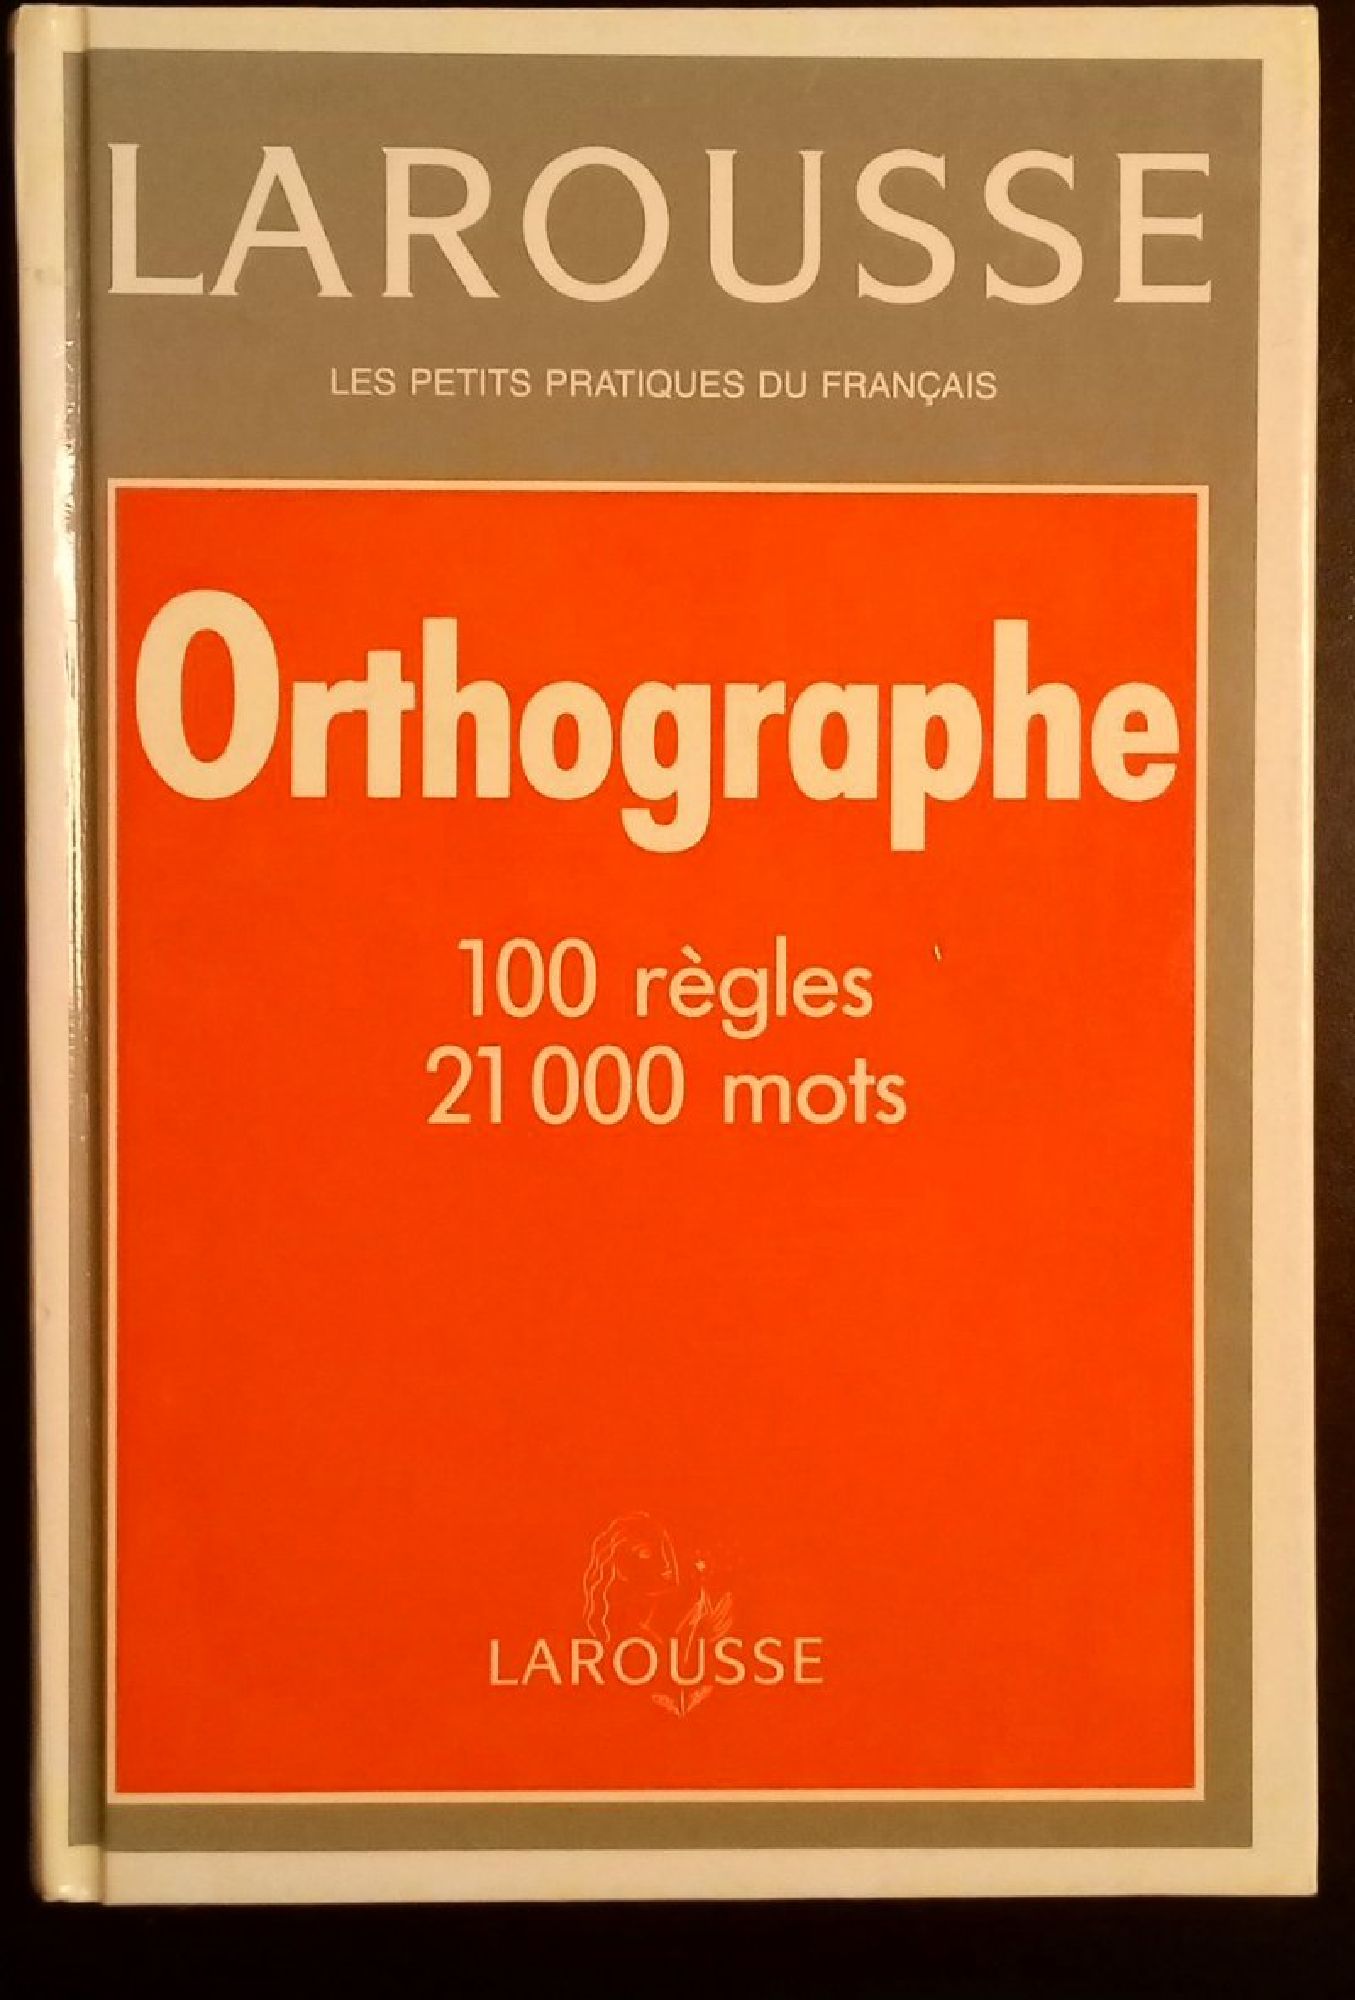 LAROUSSE
LES PETITS PRATIQUES DU FRANÇAIS
Orthographe
100 règles
21 000 mots
LAROUSSE